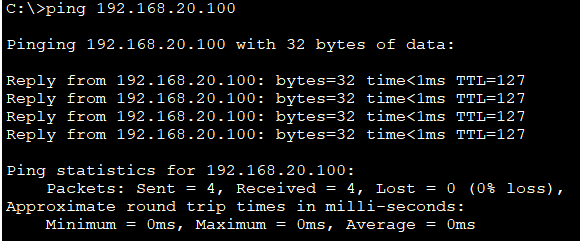 C:\>ping 192.168.20.100
Pinging 192.168.20.100 with 32 bytes of data:
Reply from 192.168.20.100: bytes=32 time<1ms TTL=127
Reply from 192.168.20.100: bytes=32 time<1ms TTL=127
Reply from 192.168.20.100: bytes=32 time<1ms TTL=127
Reply from 192.168.20.100: bytes=32 time<1ms TTL=127
Ping statistics for 192.168.20.100:
    Packets: Sent = 4, Received = 4, Lost = 0 (0% loss),
Approximate round trip times in milli-seconds:
    Minimum = 0ms, Maximum = 0ms, Average = 0ms